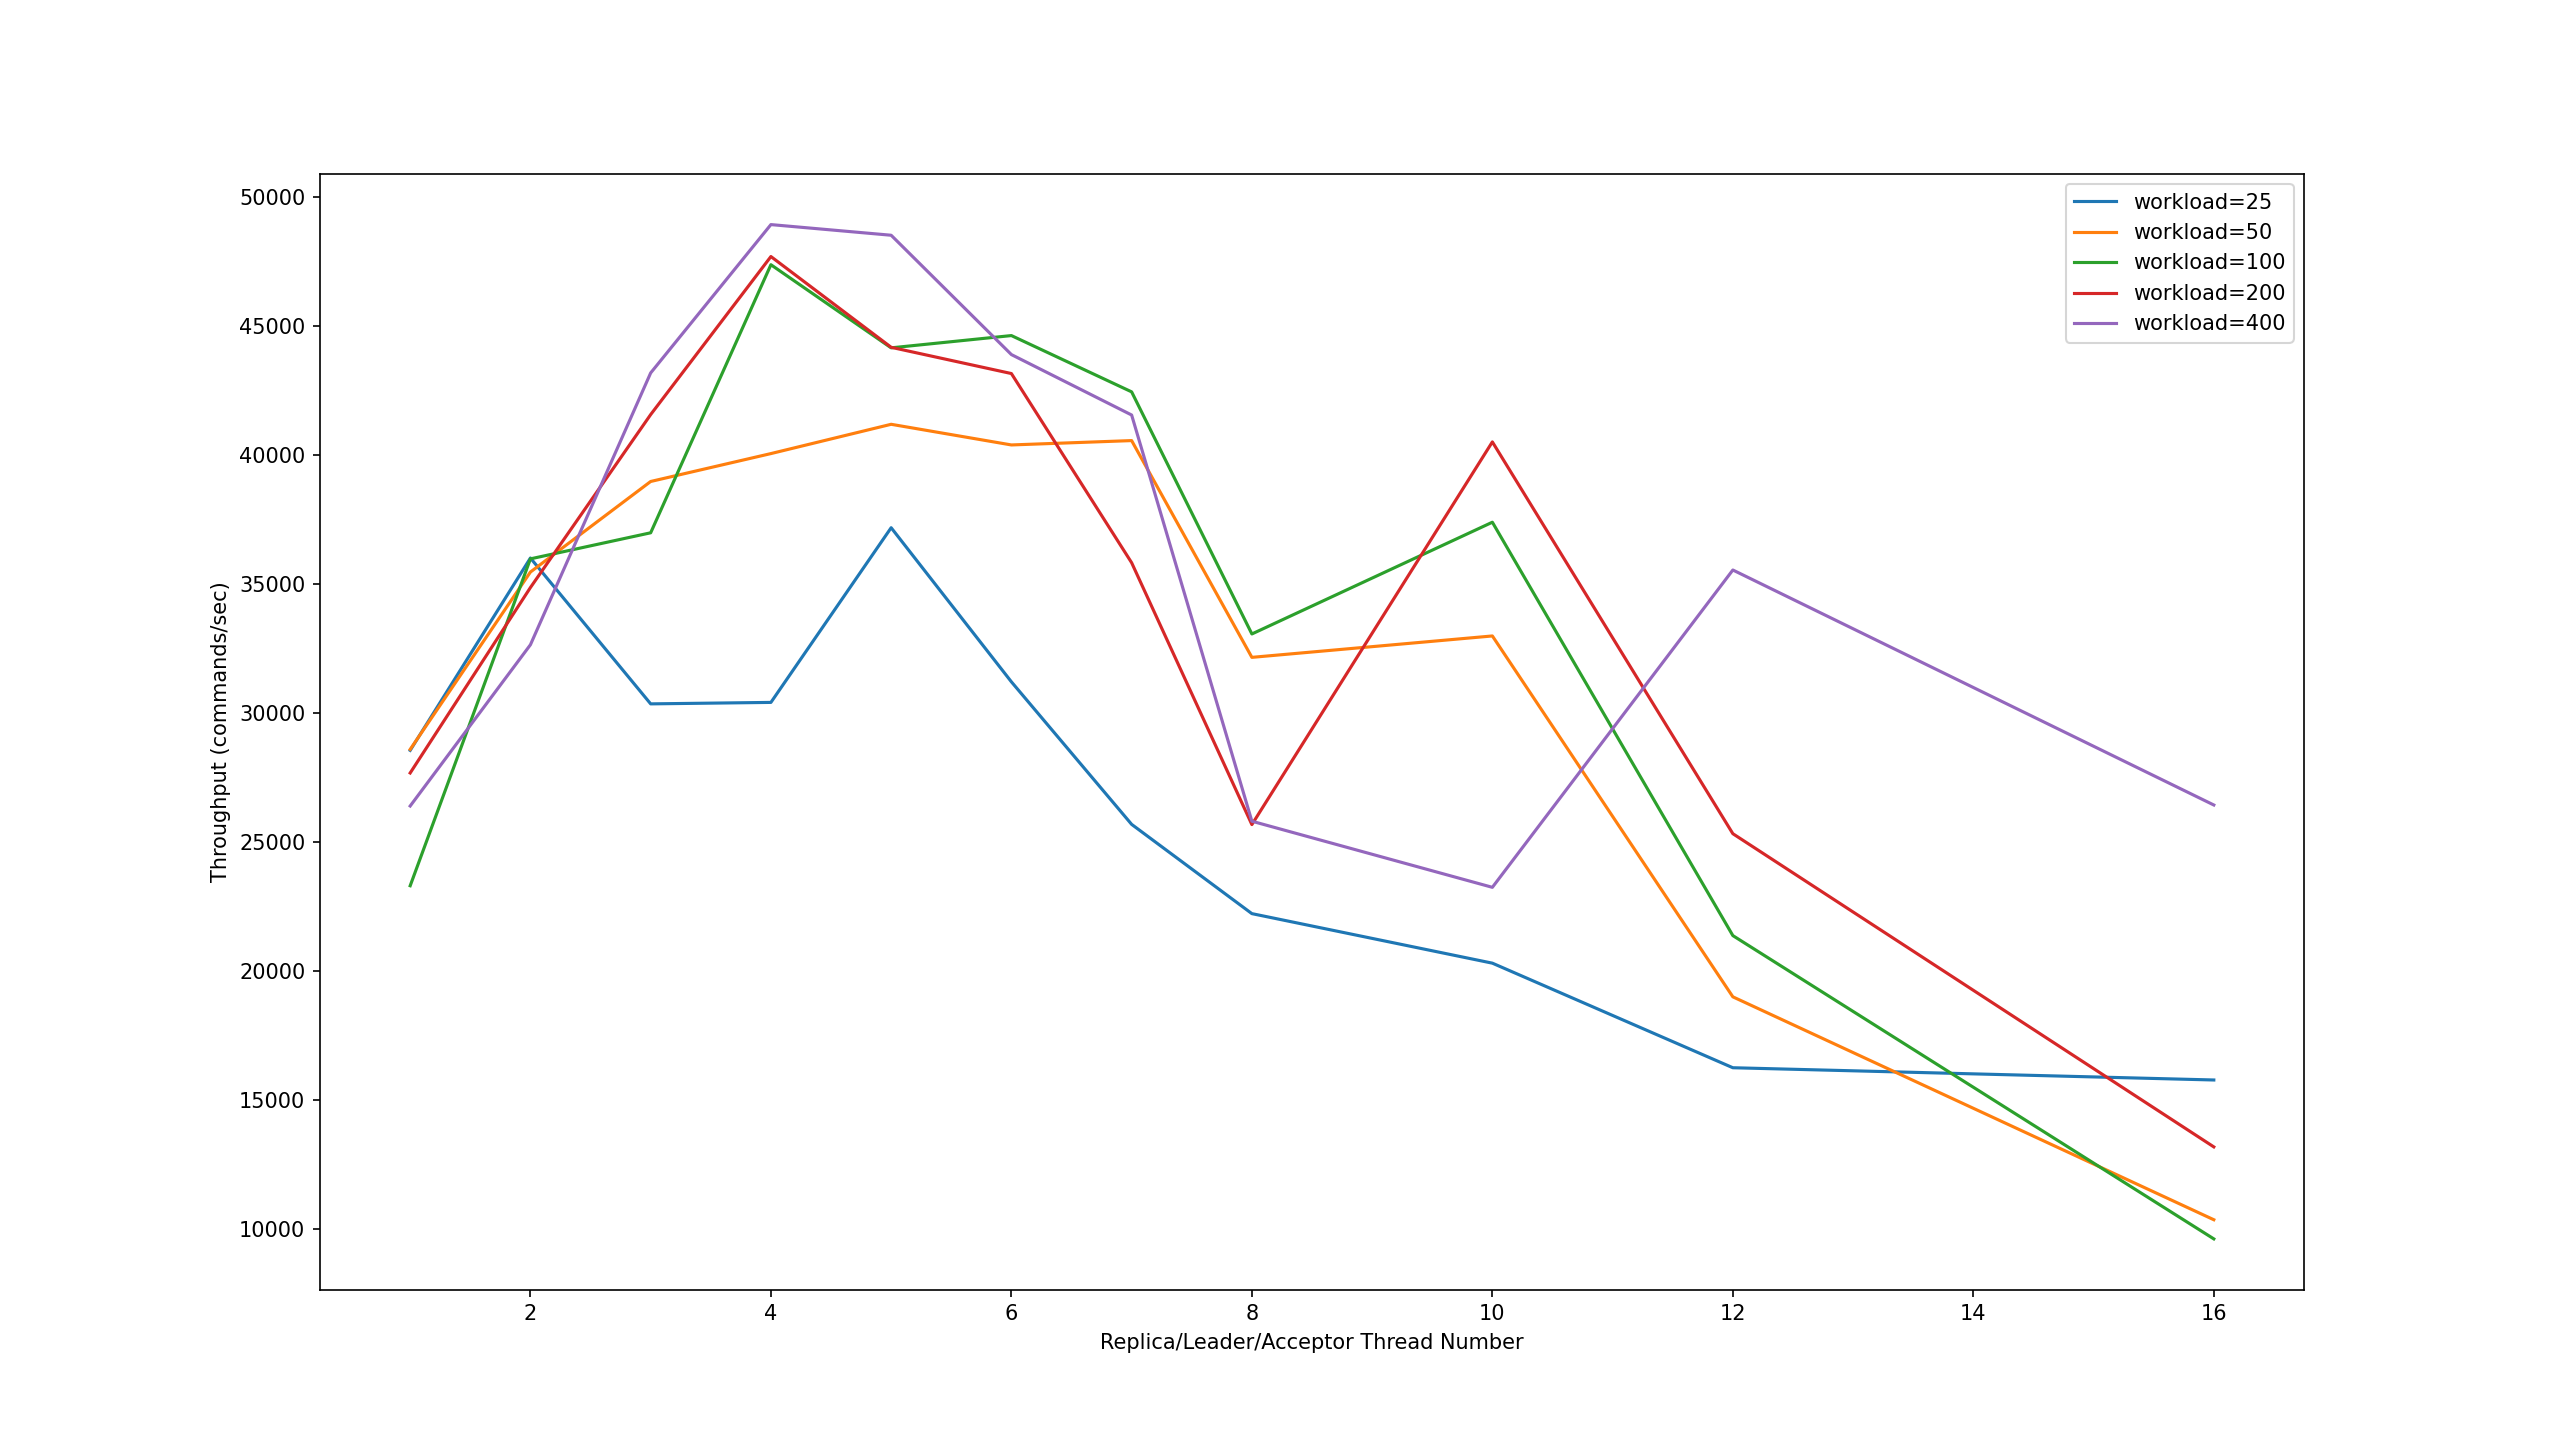 workload=25
workload=50
workload=100
workload=200
workload=400
50000
45000
40000
35000
30000
25000
20000
15000
10000
Throughput (commands/sec)
2 4 6 8 10 12 14 16
Replica/Leader/Acceptor Thread Number